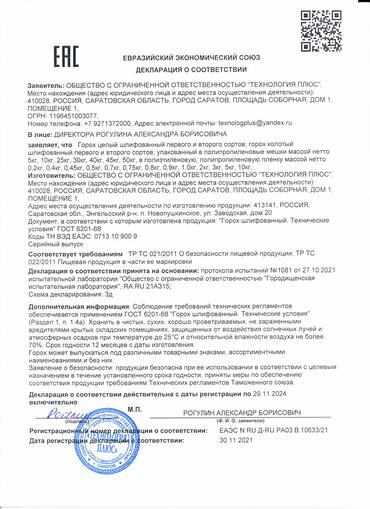 ЕАС
ЕВРАЗИЙСКИЙ ЭКОНОМИЧЕСКИЙ СОЮЗ
ДЕКЛАРАЦИЯ О СООТВЕТСТВИИ
Заявитель: ОБЩЕСТВО С ОГРАНИЧЕННОЙ ОТВЕТСТВЕННОСТЬЮ "ТЕХНОЛОГИЯ ПЛЮС",
Место нахождения (адрес юридического лица и адрес места осуществления деятельности):
410028, РОССИЯ, САРАТОВСКАЯ ОБЛАСТЬ, ГОРОД САРАТОВ, ПЛОЩАДЬ СОБОРНАЯ, ДОМ 1,
ПОМЕЩЕНИЕ 1,
ОГРН: 1196451003077,
Номер телефона: +7 9271372000, Адрес электронной почты: texnologplus@yandex.ru
В лице: ДИРЕКТОРА РОГУЛИНА АЛЕКСАНДРА БОРИСОВИЧА
заявляет, что Горох целый шлифованный первого и второго сортов; горох колотый
шлифованный первого и второго сортов, упакованный в полипропиленовые мешки массой нетто
5кг, 10кг, 25кг, 30кг, 40кг, 45кг, 50кг, в полиэтиленовую, полипропиленовую пленку массой нетто
0,2кг, 0,4кг, 0,45кг, 0,5кг, 0,7кг, 0,75кг, 0,8кг, 0,9кг, 1,0кг, 2кг, 3кг, 5кг, 10кг.
Изготовитель: ОБЩЕСТВО С ОГРАНИЧЕННОЙ ОТВЕТСТВЕННОСТЬЮ "ТЕХНОЛОГИЯ ПЛЮС",
Место нахождения (адрес юридического лица и адрес места осуществления деятельности):
410028, РОССИЯ, САРАТОВСКАЯ ОБЛАСТЬ, ГОРОД САРАТОВ, ПЛОЩАДЬ СОБОРНАЯ, ДОМ 1,
ПОМЕЩЕНИЕ 1,
Адрес места осуществления деятельности по изготовлению продукции: 413141, РОССИЯ,
Саратовская обл., Энгельсский р-н, п. Новопушкинское, ул. Заводская, дом 20
Документ, в соответствии с которым изготовлена продукция: "Горох шлифованный. Технические
условия" ГОСТ 6201-68
Коды ТН ВЭД ЕАЭС: 0713 10 900 9
Серийный выпуск
Соответствует требованиям ТР ТС 021/2011 О безопасности пищевой продукции; ТР ТС
022/2011 Пищевая продукция в части ее маркировки
Декларация о соответствии принята на основании: протокола испытаний №1081 от 27.10.2021
испытательной лаборатории "Общество с ограниченной ответственностью "Городищенская
испытательная лаборатория", RA.RU.21АЗ15;
Схема декларирования: 3д
Дополнительная информация Соблюдение требований технических регламентов
обеспечивается применением ГОСТ 6201-68 "Горох шлифованный. Технические условия"
(Раздел 1, п. 1.4а). Хранить в чистых, сухих, хорошо проветриваемых, не зараженными
вредителями крытых складских помещениях, защищенных от воздействия солнечных лучей и
атмосферных осадков при температуре до 25°С и относительной влажности воздуха не более
70%. Срок годности 12 месяцев с даты изготовления.
Горох может выпускаться под различными товарными знаками, ассортиментными
наименованиями и без них.
Заявление о безопасности: продукция безопасна при ее использовании в соответствии с целевым
назначением в течение установленного срока годности, приняты меры по обеспечению
соответствия продукции требованиям Технических регламентов Таможенного союза.
Декларация о соответствии действительна с даты регистрации по 29.11.2024
включительно
М.П.
РОГУЛИН АЛЕКСАНДР БОРИСОВИЧ
(подпись)
(Ф. И. О. заявителя)
ТЕХНОЛОГИЯ
ПЛЮС
Регистрационный номер декларации о соответствии: ЕАЭС N RU Д-RU.РА03.В.10633/21
Дата регистрации декларации о соответствии: 30.11.2021